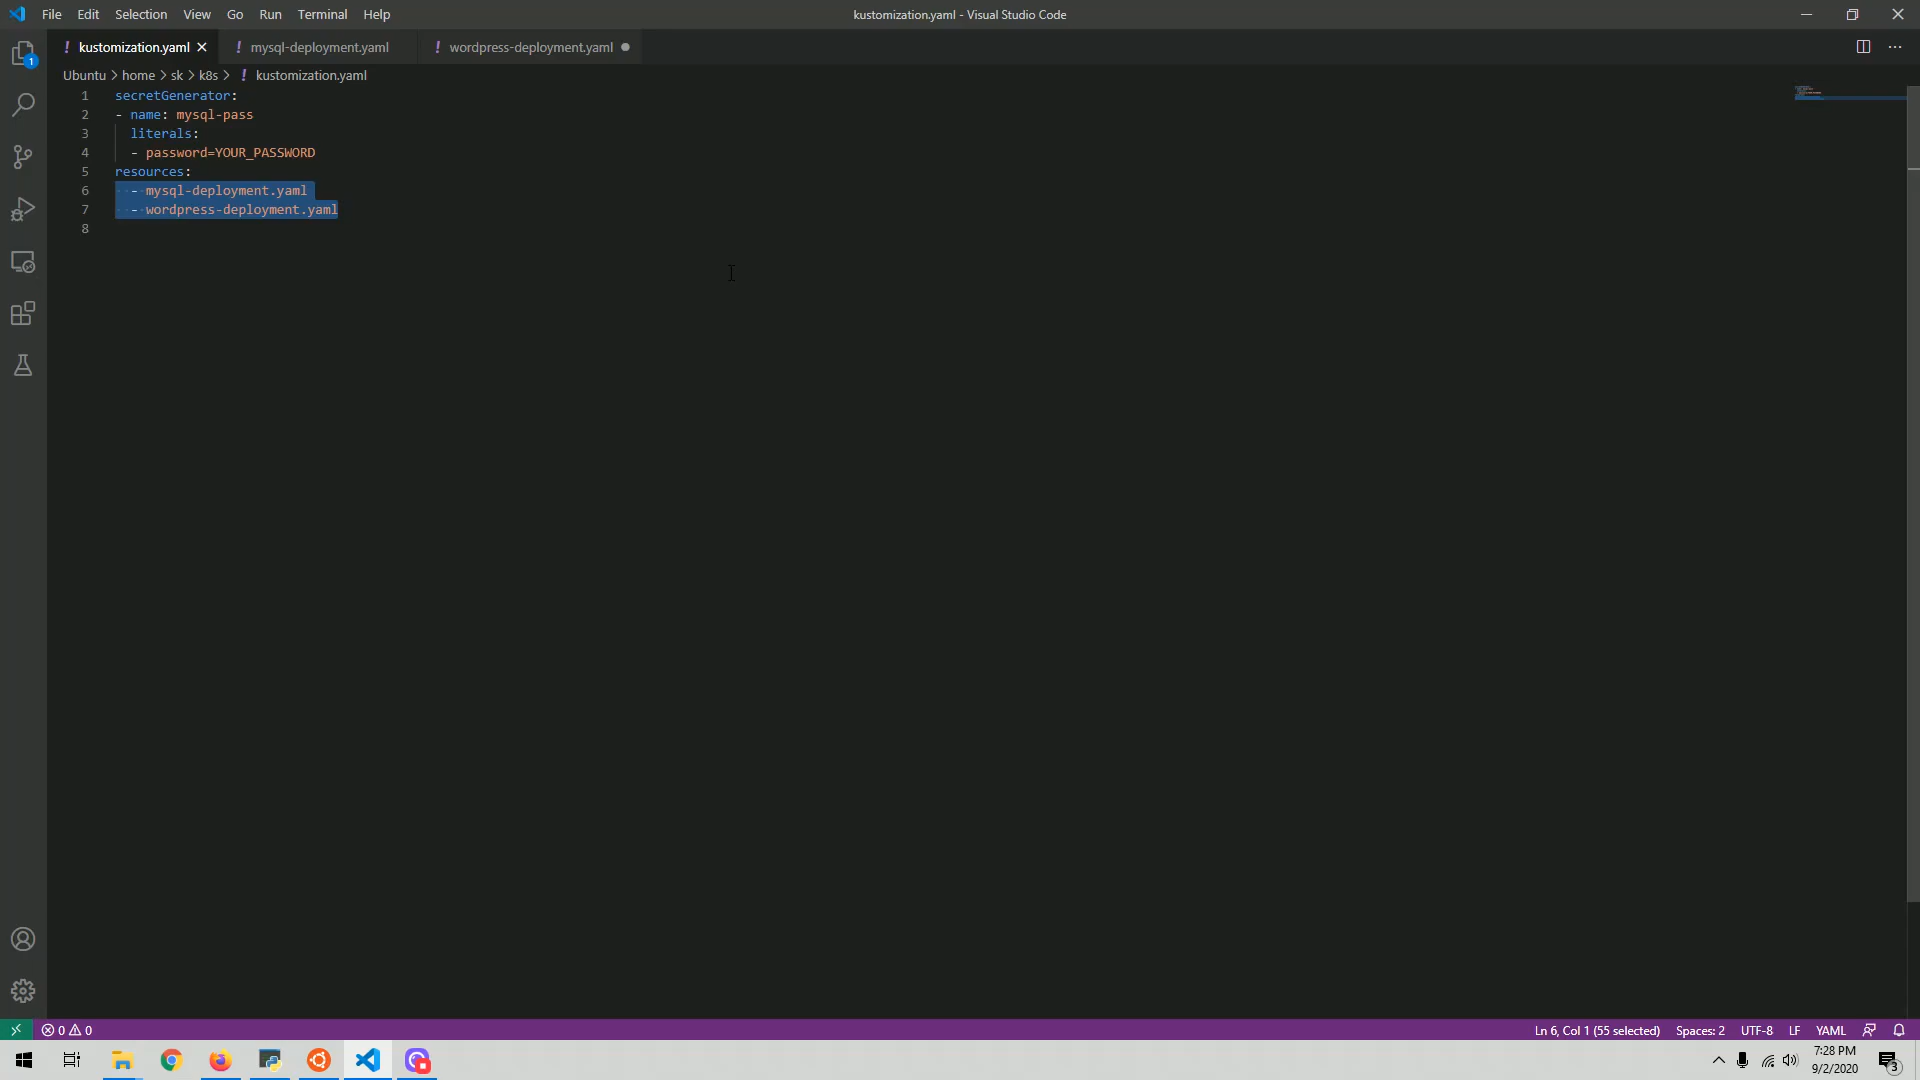 File Edit Selection View Go Run Terminal Help
kustomization.yaml - Visual Studio Code
! kustomization.yaml
! mysql-deployment.yaml
! wordpress-deployment.yaml
Ubuntu > home > sk > k8s > ! kustomization.yaml
1 secretGenerator:
2 - name: mysql-pass
3 literals:
4 - password=YOUR_PASSWORD
5 resources:
6 - mysql-deployment.yaml
7 - wordpress-deployment.yaml
8
1
0 0
Ln 6, Col 1 (55 selected) Spaces: 2 UTF-8 LF YAML
7:28 PM
9/2/2020
3